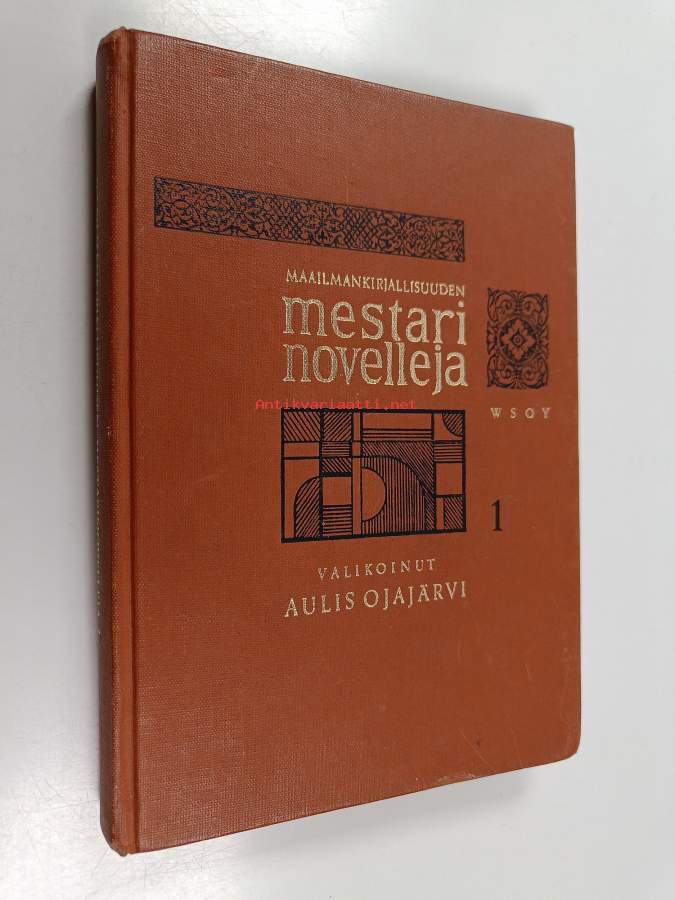 MAAILMANKIRJALLISUUDEN
mestari
novelleja
Antikvariaatti.net
WSOY
1
VALIKOINUT
AULIS OJAJÄRVI